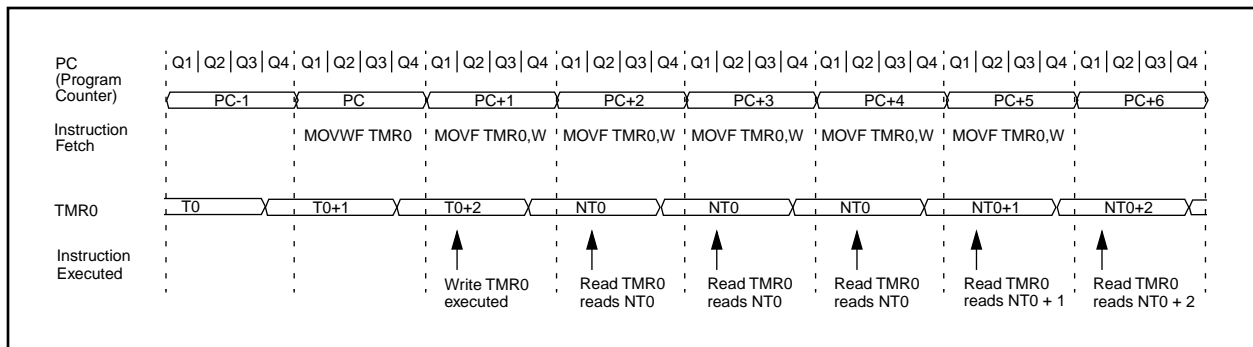 PC
(Program
Counter)
Q1 Q2 Q3 Q4 Q1 Q2 Q3 Q4 Q1 Q2 Q3 Q4 Q1 Q2 Q3 Q4 Q1 Q2 Q3 Q4 Q1 Q2 Q3 Q4 Q1 Q2 Q3 Q4 Q1 Q2 Q3 Q4
PC-1 PC PC+1 PC+2 PC+3 PC+4 PC+5 PC+6
Instruction
Fetch
MOVWF TMR0 MOVF TMR0,W MOVF TMR0,W MOVF TMR0,W MOVF TMR0,W MOVF TMR0,W
TMR0
T0 T0+1 T0+2 NT0 NT0 NT0 NT0+1 NT0+2
Instruction
Executed
Write TMR0
executed
Read TMR0
reads NT0
Read TMR0
reads NT0
Read TMR0
reads NT0
Read TMR0
reads NT0 + 1
Read TMR0
reads NT0 + 2